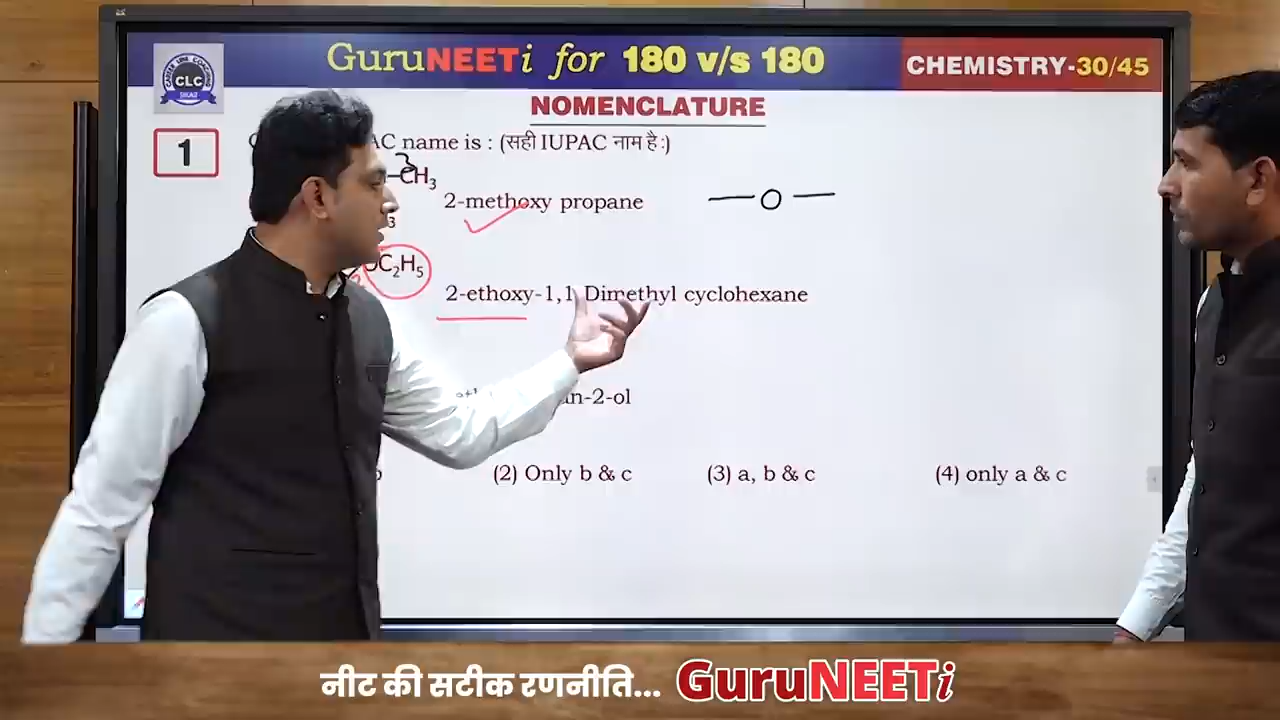 GuruNEETi for 180 v/s 180
CHEMISTRY-30/45
CLC
NOMENCLATURE
1
name is : (सही IUPAC नाम है:)
CH3
3
2-methoxy propane
O
OC2H5
2-ethoxy-1,1 Dimethyl cyclohexane
an-2-ol
(2) Only b & c
(3) a, b & c
(4) only a & c
नीट की सटीक रणनीति... GuruNEETi